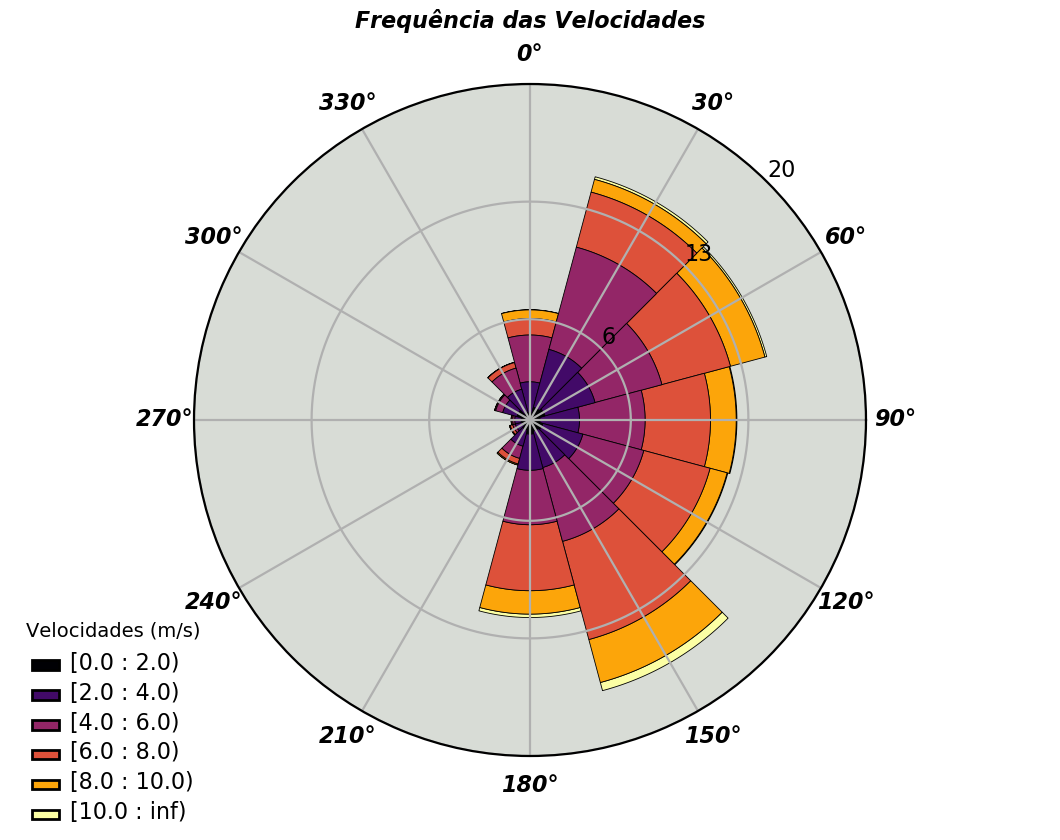 Frequência das Velocidades
0°
330°
30°
20
300°
60°
13
6
270°
90°
240°
120°
210°
150°
180°
Velocidades (m/s)
[0.0 : 2.0)
[2.0 : 4.0)
[4.0 : 6.0)
[6.0 : 8.0)
[8.0 : 10.0)
[10.0 : inf)